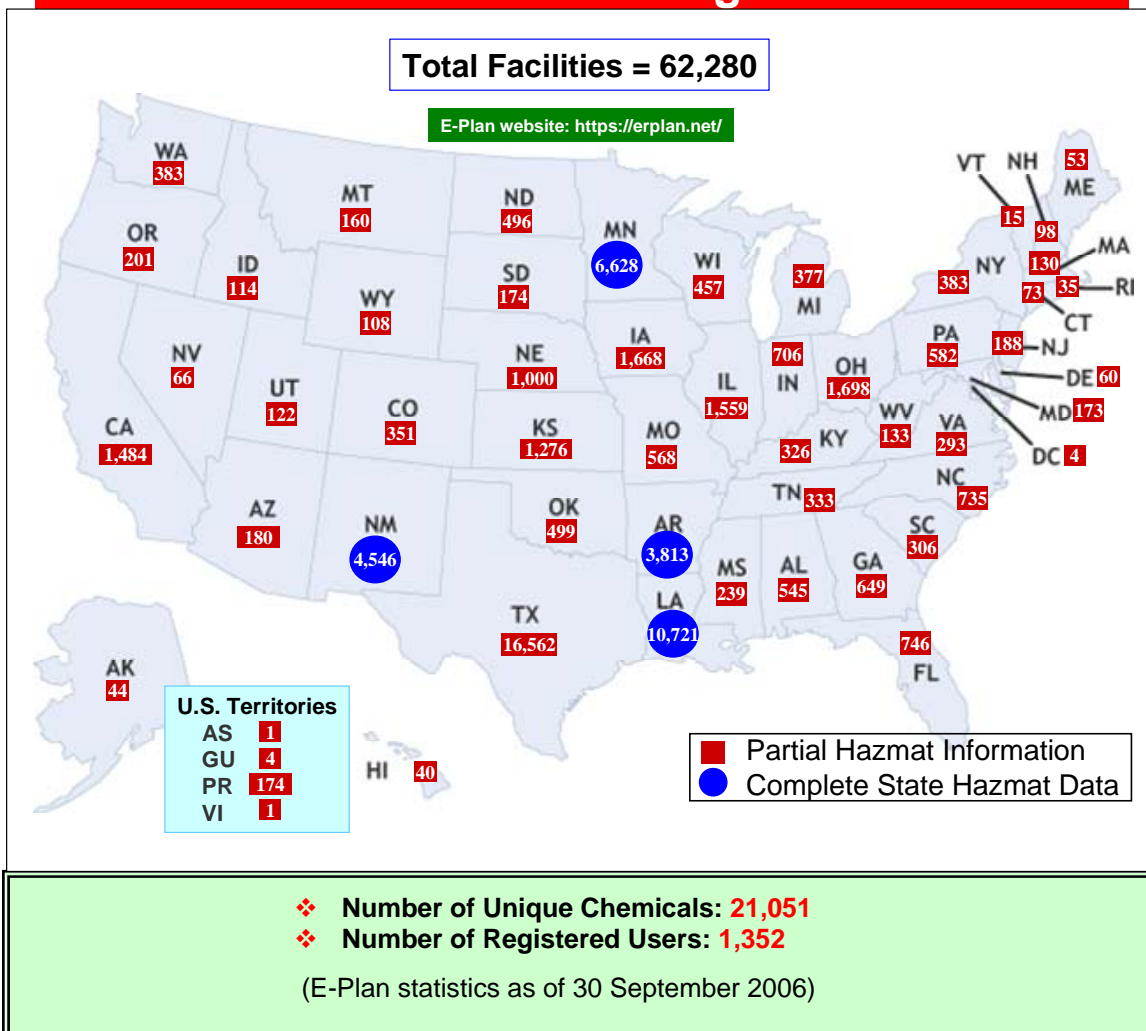 Total Facilities = 62,280
E-Plan website: https://erplan.net/
WA
383
OR
201
ID
114
MT
160
ND
496
MN
6,628
WI
457
377
MI
SD
174
WY
108
NV
66
UT
122
CA
1,484
CO
351
NE
1,000
IA
1,668
IL
1,559
706
IN
OH
1,698
PA
582
383
NY
VT
15
NH
98
53
ME
130
MA
35
RI
73
CT
188
NJ
DE 60
MD 173
DC 4
WV
133
VA
293
326
KY
KS
1,276
MO
568
TN 333
NC
735
SC
306
AZ
180
NM
4,546
OK
499
AR
3,813
MS
239
AL
545
GA
649
LA
10,721
TX
16,562
746
FL
AK
44
U.S. Territories
AS 1
GU 4
PR 174
VI 1
HI 40
Partial Hazmat Information
Complete State Hazmat Data
❖ Number of Unique Chemicals: 21,051
❖ Number of Registered Users: 1,352
(E-Plan statistics as of 30 September 2006)